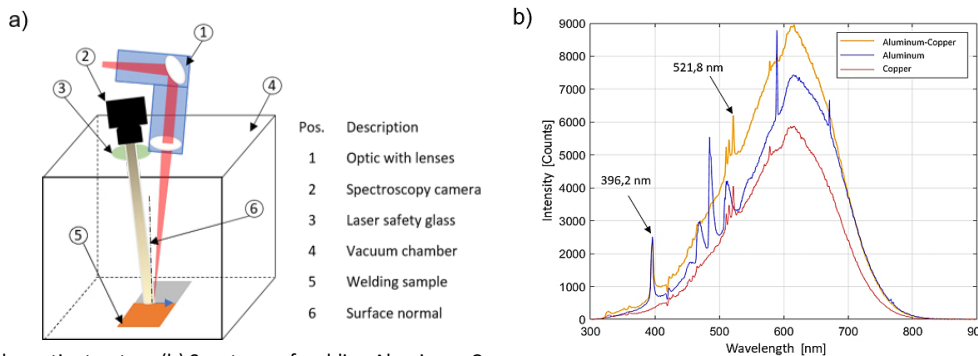 a)
1
2
3
4
5
6
Pos. Description
1 Optic with lenses
2 Spectroscopy camera
3 Laser safety glass
4 Vacuum chamber
5 Welding sample
6 Surface normal
b)
9000
8000
7000
6000
5000
4000
3000
2000
1000
0
Intensity [Counts]
521,8 nm
396,2 nm
Aluminum-Copper
Aluminum
Copper
300 400 500 600 700 800 900
Wavelength [nm]